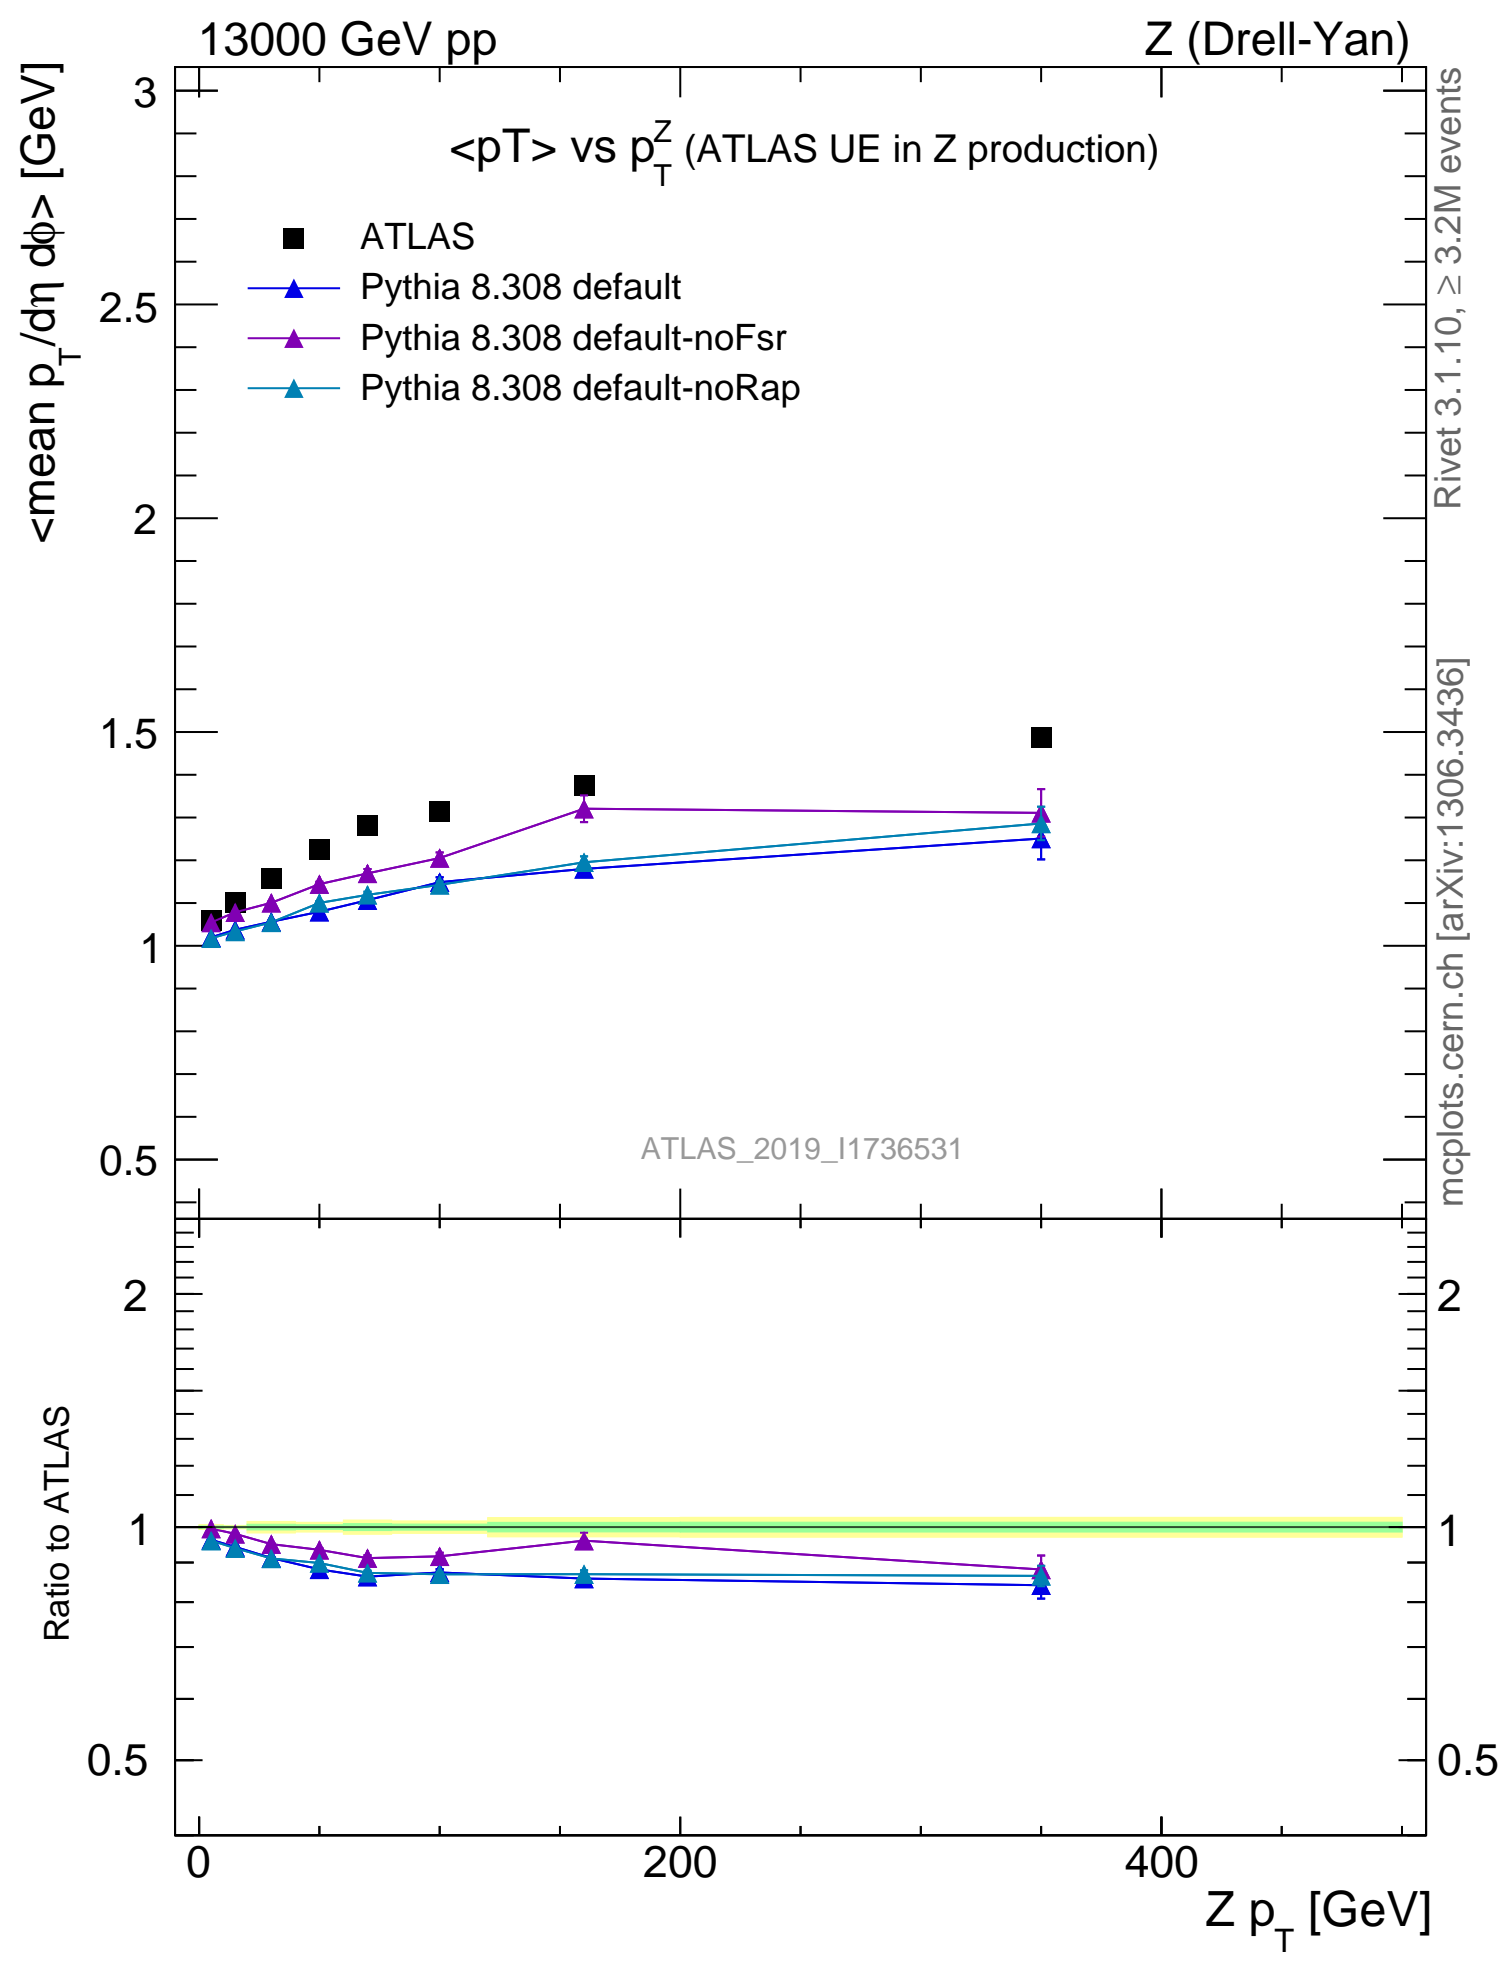 13000 GeV pp
Z (Drell-Yan)
<mean p_T/dη dϕ> [GeV]
<pT> vs p_T^Z (ATLAS UE in Z production)
ATLAS
Pythia 8.308 default
Pythia 8.308 default-noFsr
Pythia 8.308 default-noRap
3
2.5
2
1.5
1
0.5
ATLAS_2019_I1736531
Rivet 3.1.10, ≥ 3.2M events
mcplots.cern.ch [arXiv:1306.3436]
Ratio to ATLAS
2
1
0.5
2
1
0.5
0
200
400
Z p_T [GeV]